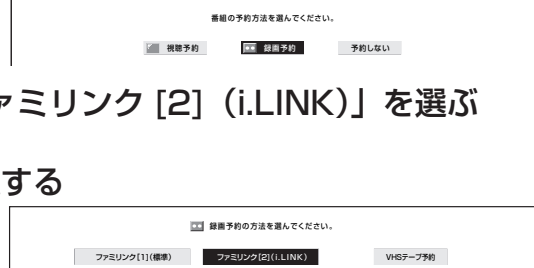 番組の予約方法を選んでください。
視聴予約 録画予約 予約しない
ァミリンク [2]（i.LINK）」を選ぶ
する
録画予約の方法を選んでください。
ファミリンク[1](標準) ファミリンク[2](i.LINK) VHSテープ予約